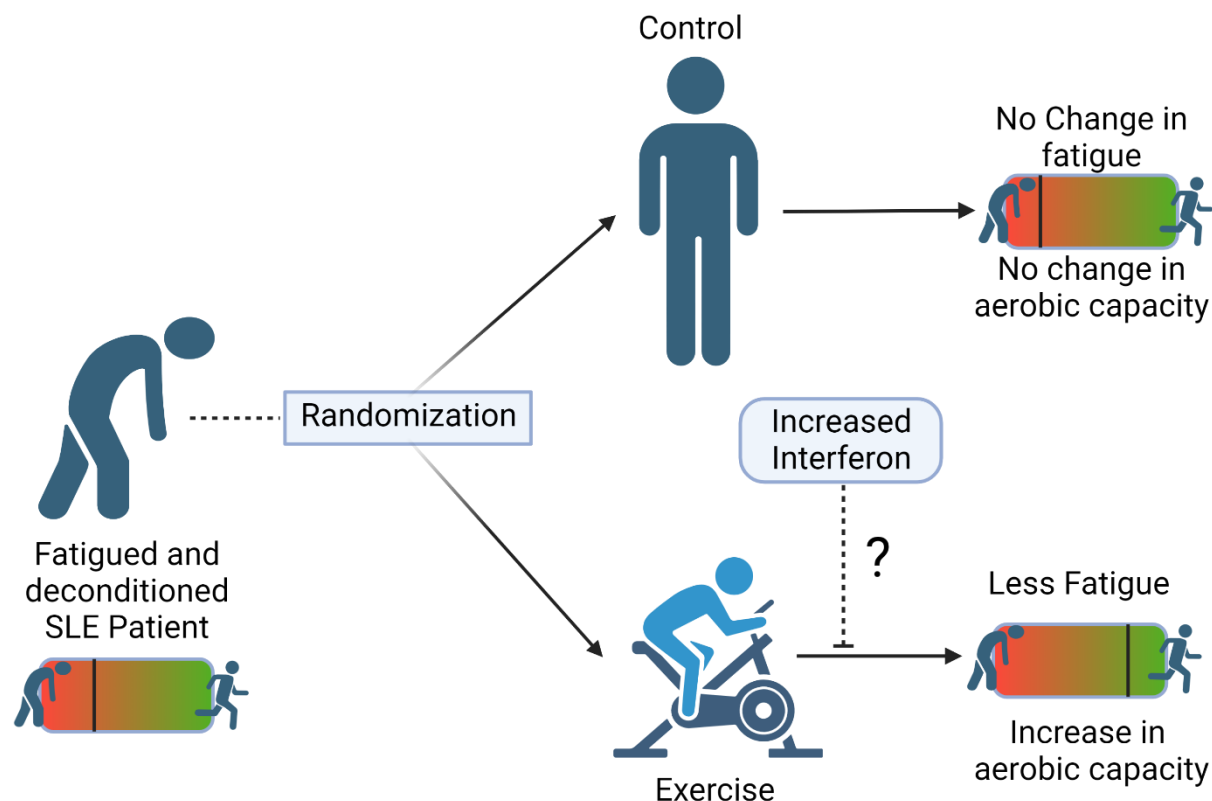 Control
No Change in
fatigue
No change in
aerobic capacity
Randomization
Increased
Interferon
?
Fatigued and
deconditioned
SLE Patient
Less Fatigue
Increase in
aerobic capacity
Exercise